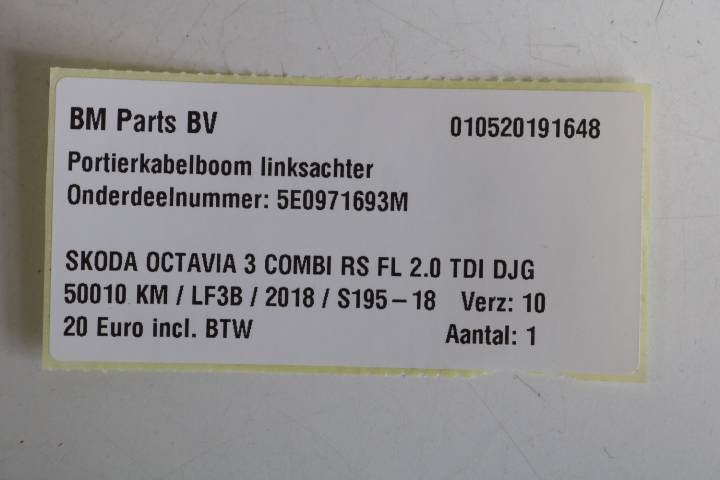 BM Parts BV 010520191648
Portierkabelboom linksachter
Onderdeelnummer: 5E0971693M
SKODA OCTAVIA 3 COMBI RS FL 2.0 TDI DJG
50010 KM / LF3B / 2018 / S195-18 Verz: 10
20 Euro incl. BTW Aantal: 1